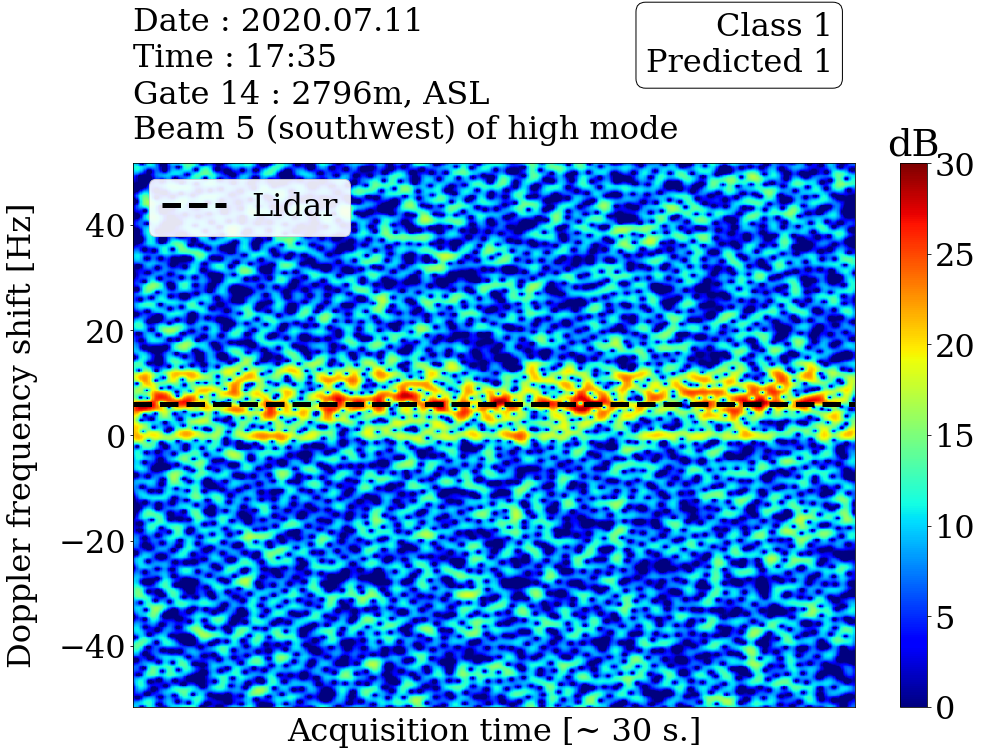 Date : 2020.07.11
Time : 17:35
Gate 14 : 2796m, ASL
Beam 5 (southwest) of high mode
Class 1
Predicted 1
dB
Lidar
Doppler frequency shift [Hz]
40
20
0
−20
−40
30
25
20
15
10
5
0
Acquisition time [~ 30 s.]